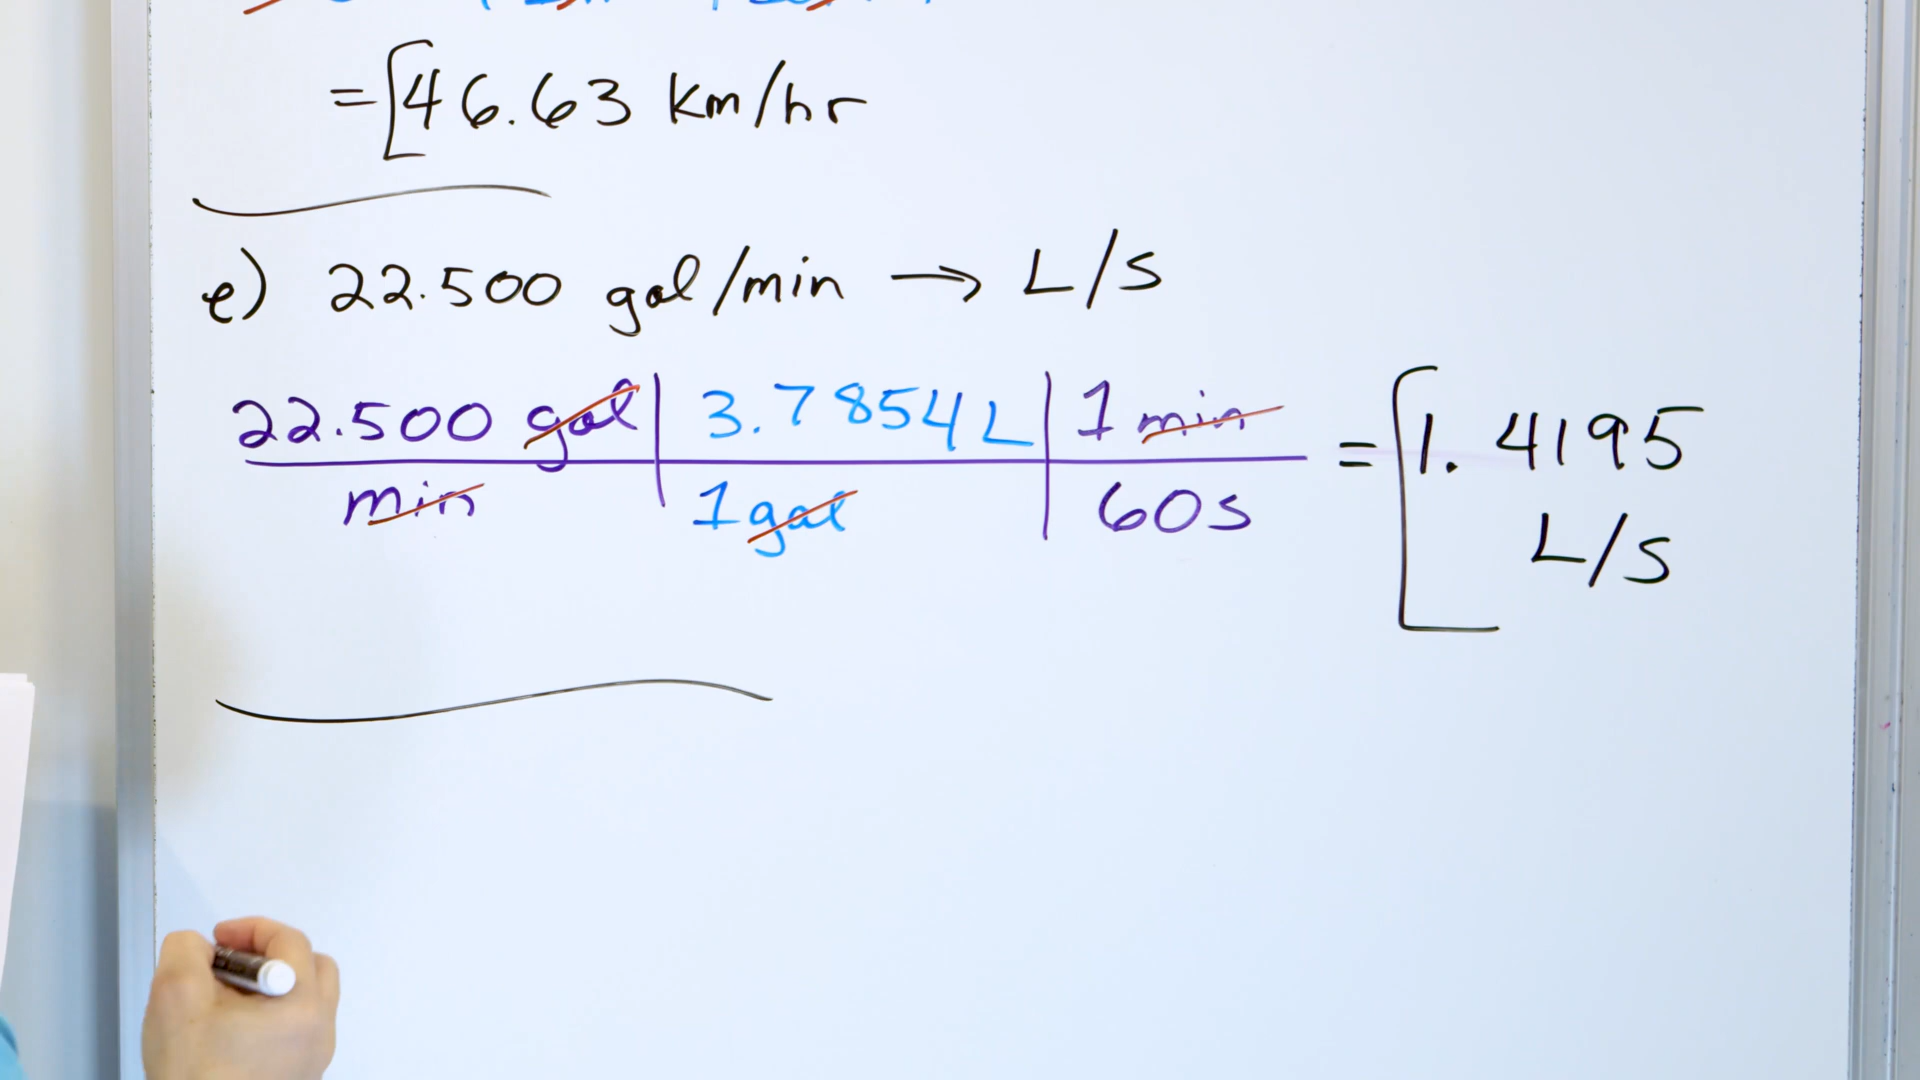 = [46.63 km/hr
e) 22.500 gal/min → L/s
22.500 gal | 3.7854 L | 1 min = [1.4195
min | 1 gal | 60 s L/s